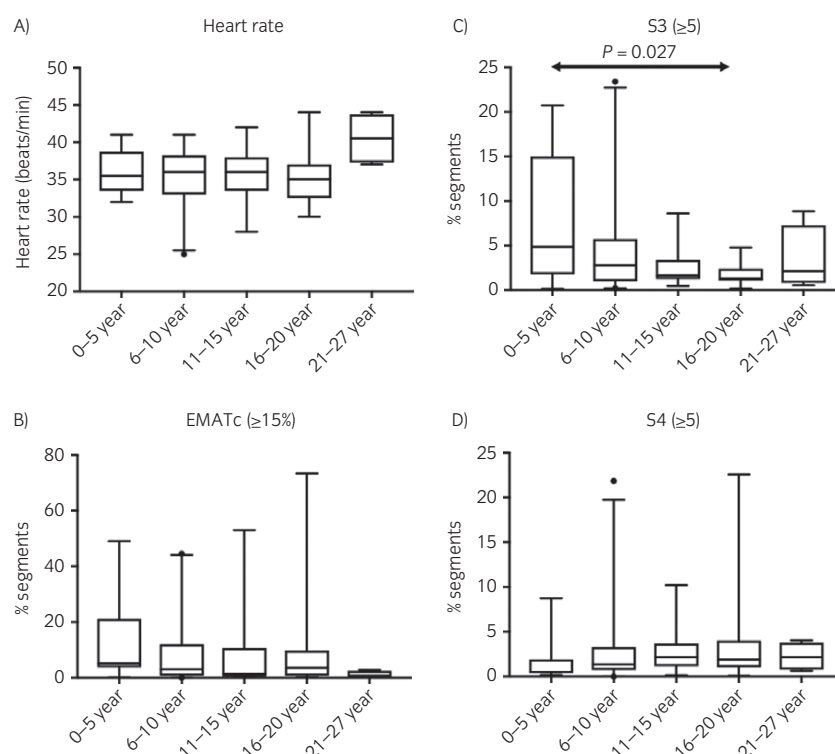 A)
Heart rate
Heart rate (beats/min)
50
45
40
35
30
25
20
0–5 year
6–10 year
11–15 year
16–20 year
21–27 year
C)
S3 (≥5)
P = 0.027
% segments
25
20
15
10
5
0
0–5 year
6–10 year
11–15 year
16–20 year
21–27 year
B)
EMATc (≥15%)
% segments
80
60
40
20
0
0–5 year
6–10 year
11–15 year
16–20 year
21–27 year
D)
S4 (≥5)
% segments
25
20
15
10
5
0
0–5 year
6–10 year
11–15 year
16–20 year
21–27 year